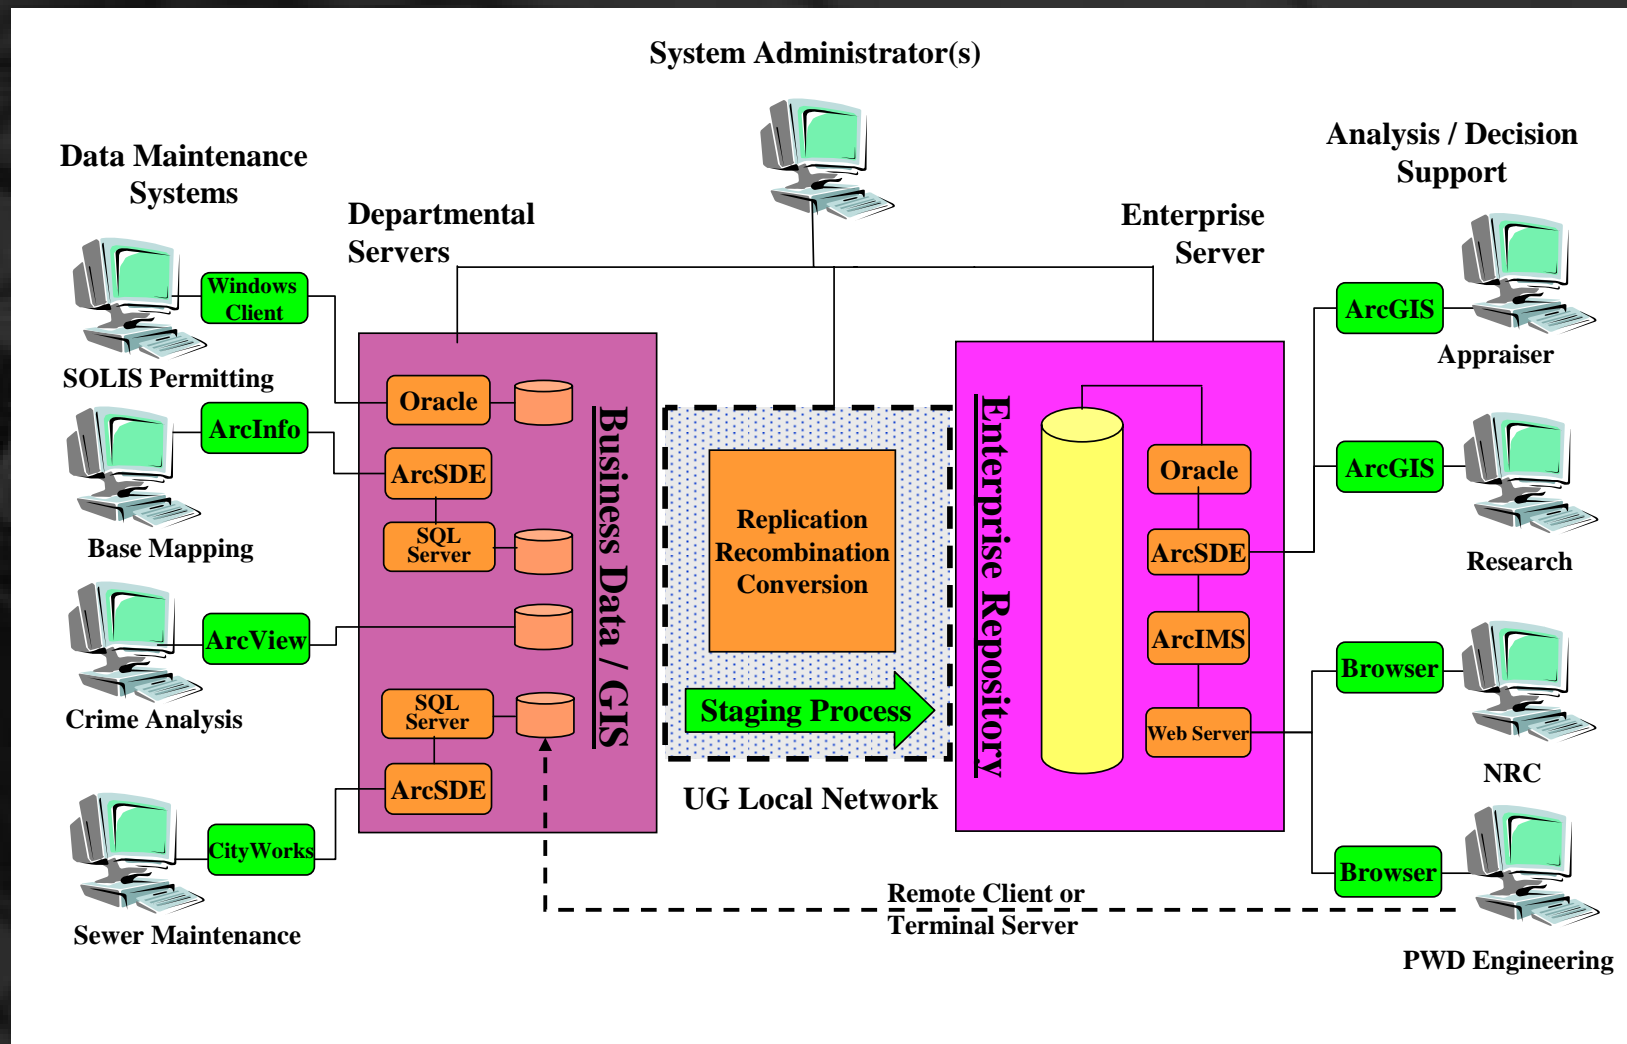 System Administrator(s)
Data Maintenance
Systems
Analysis / Decision
Support
Departmental
Servers
Enterprise
Server
Windows
Client
SOLIS Permitting
ArcInfo
Base Mapping
ArcView
Crime Analysis
CityWorks
Sewer Maintenance
Oracle
ArcSDE
SQL
Server
SQL
Server
ArcSDE
Business Data / GIS
Replication
Recombination
Conversion
Staging Process
UG Local Network
Enterprise Repository
Oracle
ArcSDE
ArcIMS
Web Server
ArcGIS
Appraiser
ArcGIS
Research
Browser
NRC
Browser
PWD Engineering
Remote Client or
Terminal Server